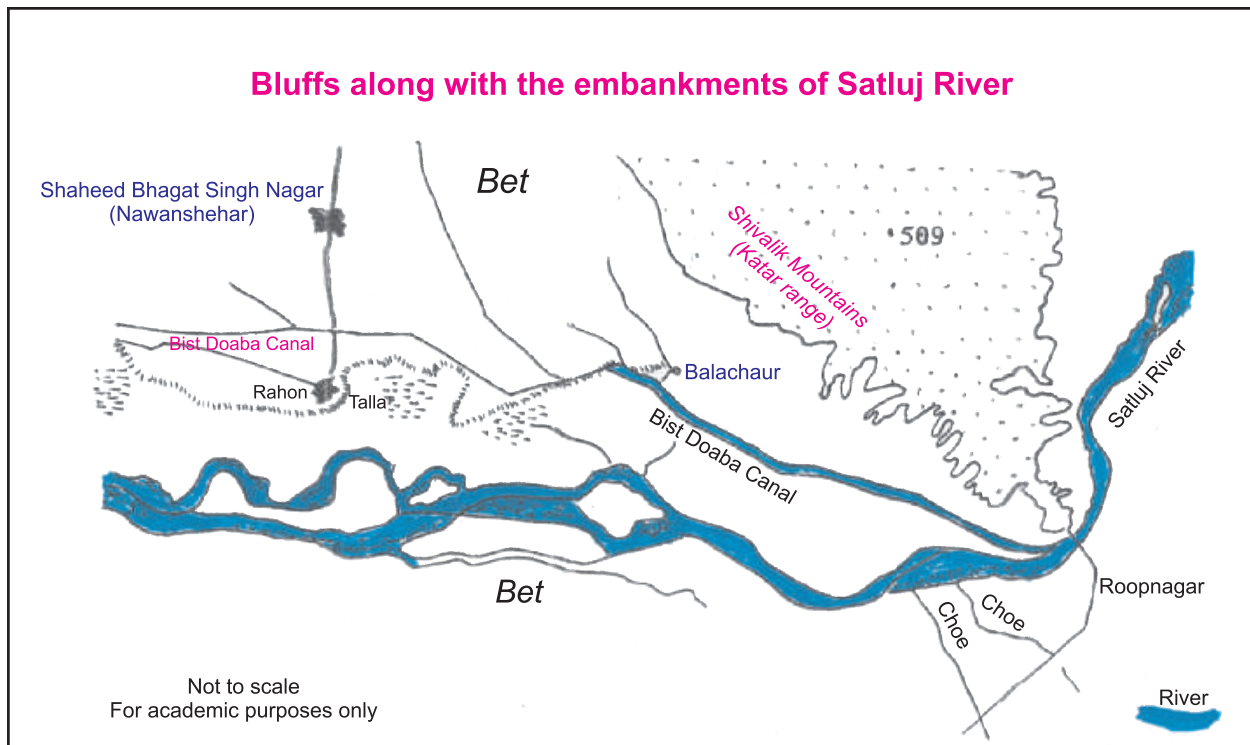 Bluffs along with the embankments of Satluj River
Bet
Shaheed Bhagat Singh Nagar
(Nawanshehar)
Shivalik Mountains
(Katar range)
509
Bist Doaba Canal
Satluj River
Balachaur
Rahon
Talla
Bist Doaba Canal
Bet
Roopnagar
Choe
Choe
Not to scale
For academic purposes only
River